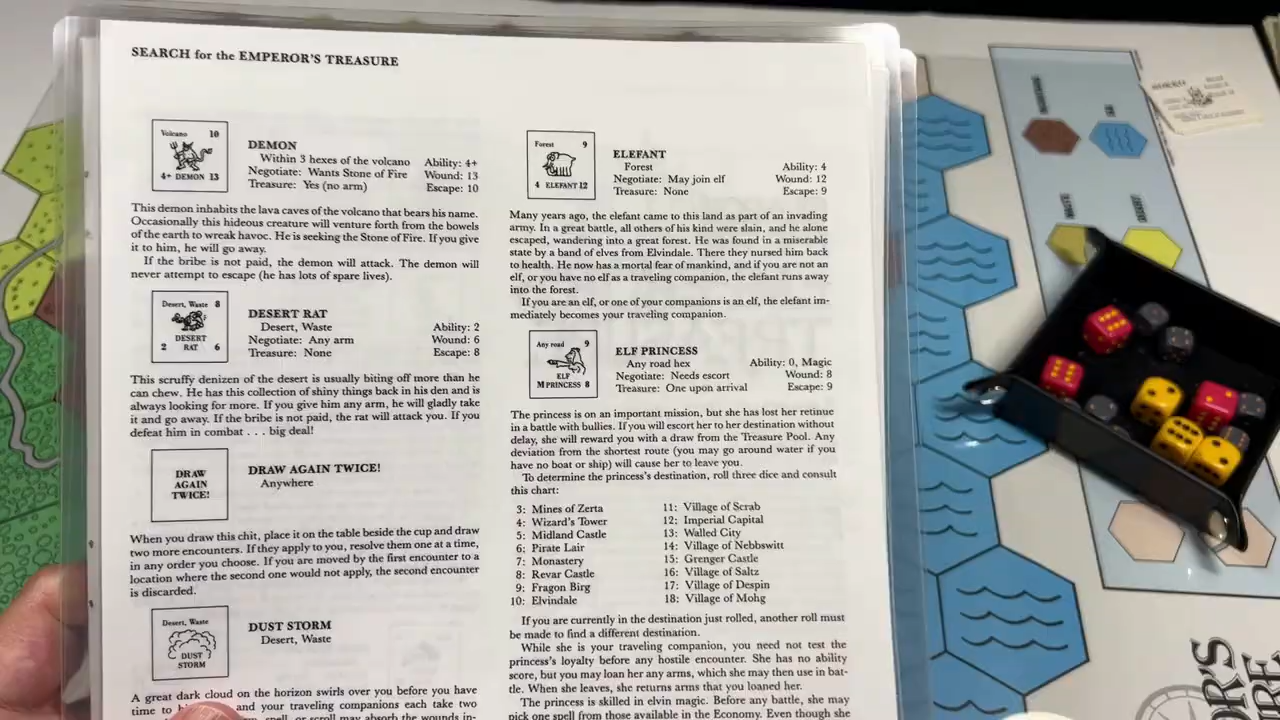 SEARCH for the EMPEROR'S TREASURE
Volcano 10
4+ DEMON 13
DEMON
Within 3 hexes of the volcano
Negotiate: Wants Stone of Fire
Treasure: Yes (no arm)
Ability: 4+
Wound: 13
Escape: 10
This demon inhabits the lava caves of the volcano that bears his name.
Occasionally this hideous creature will venture forth from the bowels
of the earth to wreak havoc. He is seeking the Stone of Fire. If you give
it to him, he will go away.
If the bribe is not paid, the demon will attack. The demon will
never attempt to escape (he has lots of spare lives).
Desert, Waste 8
DESERT
2 RAT 6
DESERT RAT
Desert, Waste
Negotiate: Any arm
Treasure: None
Ability: 2
Wound: 6
Escape: 8
This scruffy denizen of the desert is usually biting off more than he
can chew. He has this collection of shiny things back in his den and is
always looking for more. If you give him any arm, he will gladly take
it and go away. If the bribe is not paid, the rat will attack you. If you
defeat him in combat . . . big deal!
DRAW
AGAIN
TWICE!
DRAW AGAIN TWICE!
Anywhere
When you draw this chit, place it on the table beside the cup and draw
two more encounters. If they apply to you, resolve them one at a time,
in any order you choose. If you are moved by the first encounter to a
location where the second one would not apply, the second encounter
is discarded.
Desert, Waste
DUST
STORM
DUST STORM
Desert, Waste
A great dark cloud on the horizon swirls over you before you have
time to and your traveling companions each take two
spell, or scroll may absorb the wounds in-
Forest 9
4 ELEFANT 12
ELEFANT
Forest
Negotiate: May join elf
Treasure: None
Ability: 4
Wound: 12
Escape: 9
Many years ago, the elefant came to this land as part of an invading
army. In a great battle, all others of his kind were slain, and he alone
escaped, wandering into a great forest. He was found in a miserable
state by a band of elves from Elvindale. There they nursed him back
to health. He now has a mortal fear of mankind, and if you are not an
elf, or you have no elf as a traveling companion, the elefant runs away
into the forest.
If you are an elf, or one of your companions is an elf, the elefant im-
mediately becomes your traveling companion.
Any road 9
ELF
M PRINCESS 8
ELF PRINCESS
Any road hex
Negotiate: Needs escort
Treasure: One upon arrival
Ability: 0, Magic
Wound: 8
Escape: 9
The princess is on an important mission, but she has lost her retinue
in a battle with bullies. If you will escort her to her destination without
delay, she will reward you with a draw from the Treasure Pool. Any
deviation from the shortest route (you may go around water if you
have no boat or ship) will cause her to leave you.
To determine the princess's destination, roll three dice and consult
this chart:
3: Mines of Zerta
4: Wizard's Tower
5: Midland Castle
6: Pirate Lair
7: Monastery
8: Revar Castle
9: Fragon Birg
10: Elvindale
11: Village of Scrab
12: Imperial Capital
13: Walled City
14: Village of Nebbswitt
15: Grenger Castle
16: Village of Saltz
17: Village of Despin
18: Village of Mohg
If you are currently in the destination just rolled, another roll must
be made to find a different destination.
While she is your traveling companion, you need not test the
princess's loyalty before any hostile encounter. She has no ability
score, but you may loan her any arms, which she may then use in bat-
tle. When she leaves, she returns arms that you loaned her.
The princess is skilled in elvin magic. Before any battle, she may
pick one spell from those available in the Economy. Even though she